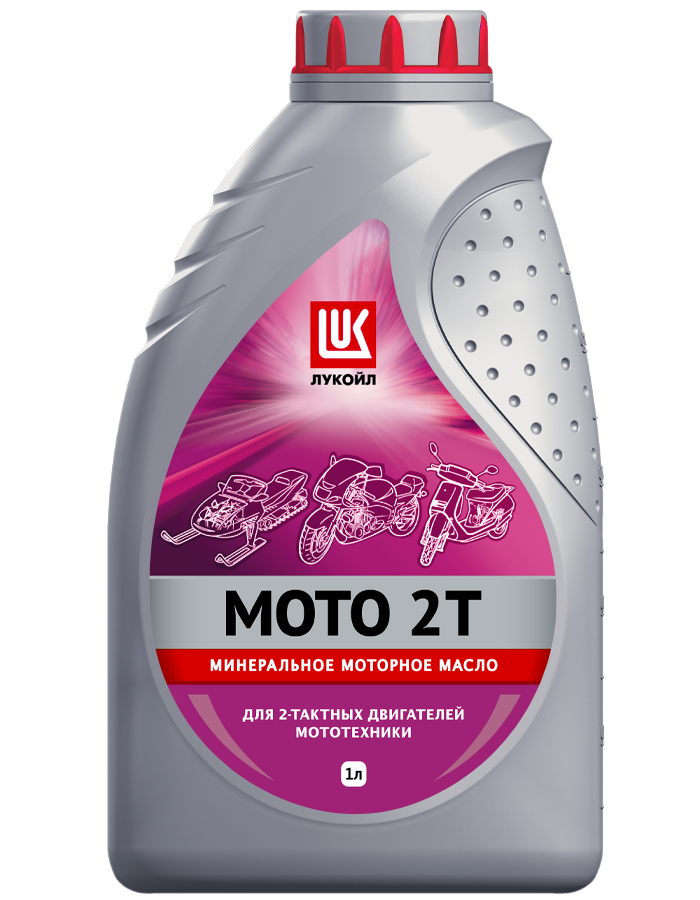 LUK
ЛУКОЙЛ
МОТО 2Т
МИНЕРАЛЬНОЕ МОТОРНОЕ МАСЛО
ДЛЯ 2-ТАКТНЫХ ДВИГАТЕЛЕЙ
МОТОТЕХНИКИ
1л